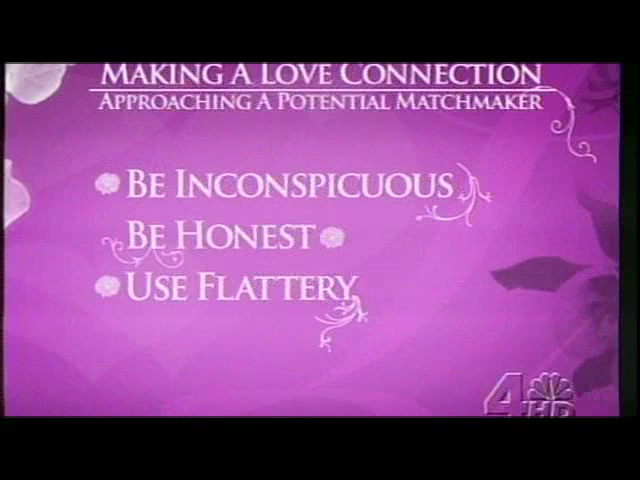 MAKING A LOVE CONNECTION
APPROACHING A POTENTIAL MATCHMAKER
BE INCONSPICUOUS
BE HONEST
USE FLATTERY
4 HD